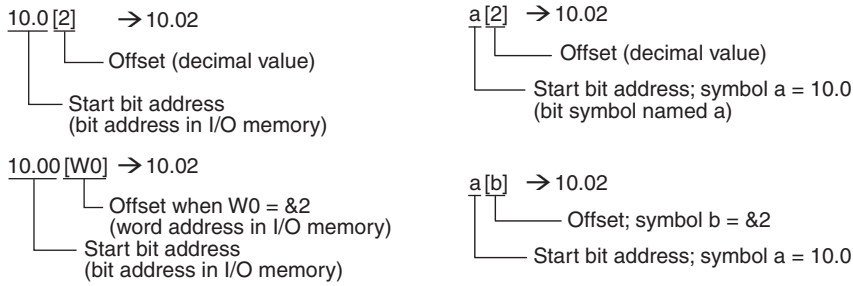 10.0 [2] → 10.02
Offset (decimal value)
Start bit address
(bit address in I/O memory)
a [2] → 10.02
Offset (decimal value)
Start bit address; symbol a = 10.0
(bit symbol named a)
10.00 [W0] → 10.02
Offset when W0 = &2
(word address in I/O memory)
Start bit address
(bit address in I/O memory)
a [b] → 10.02
Offset; symbol b = &2
Start bit address; symbol a = 10.0